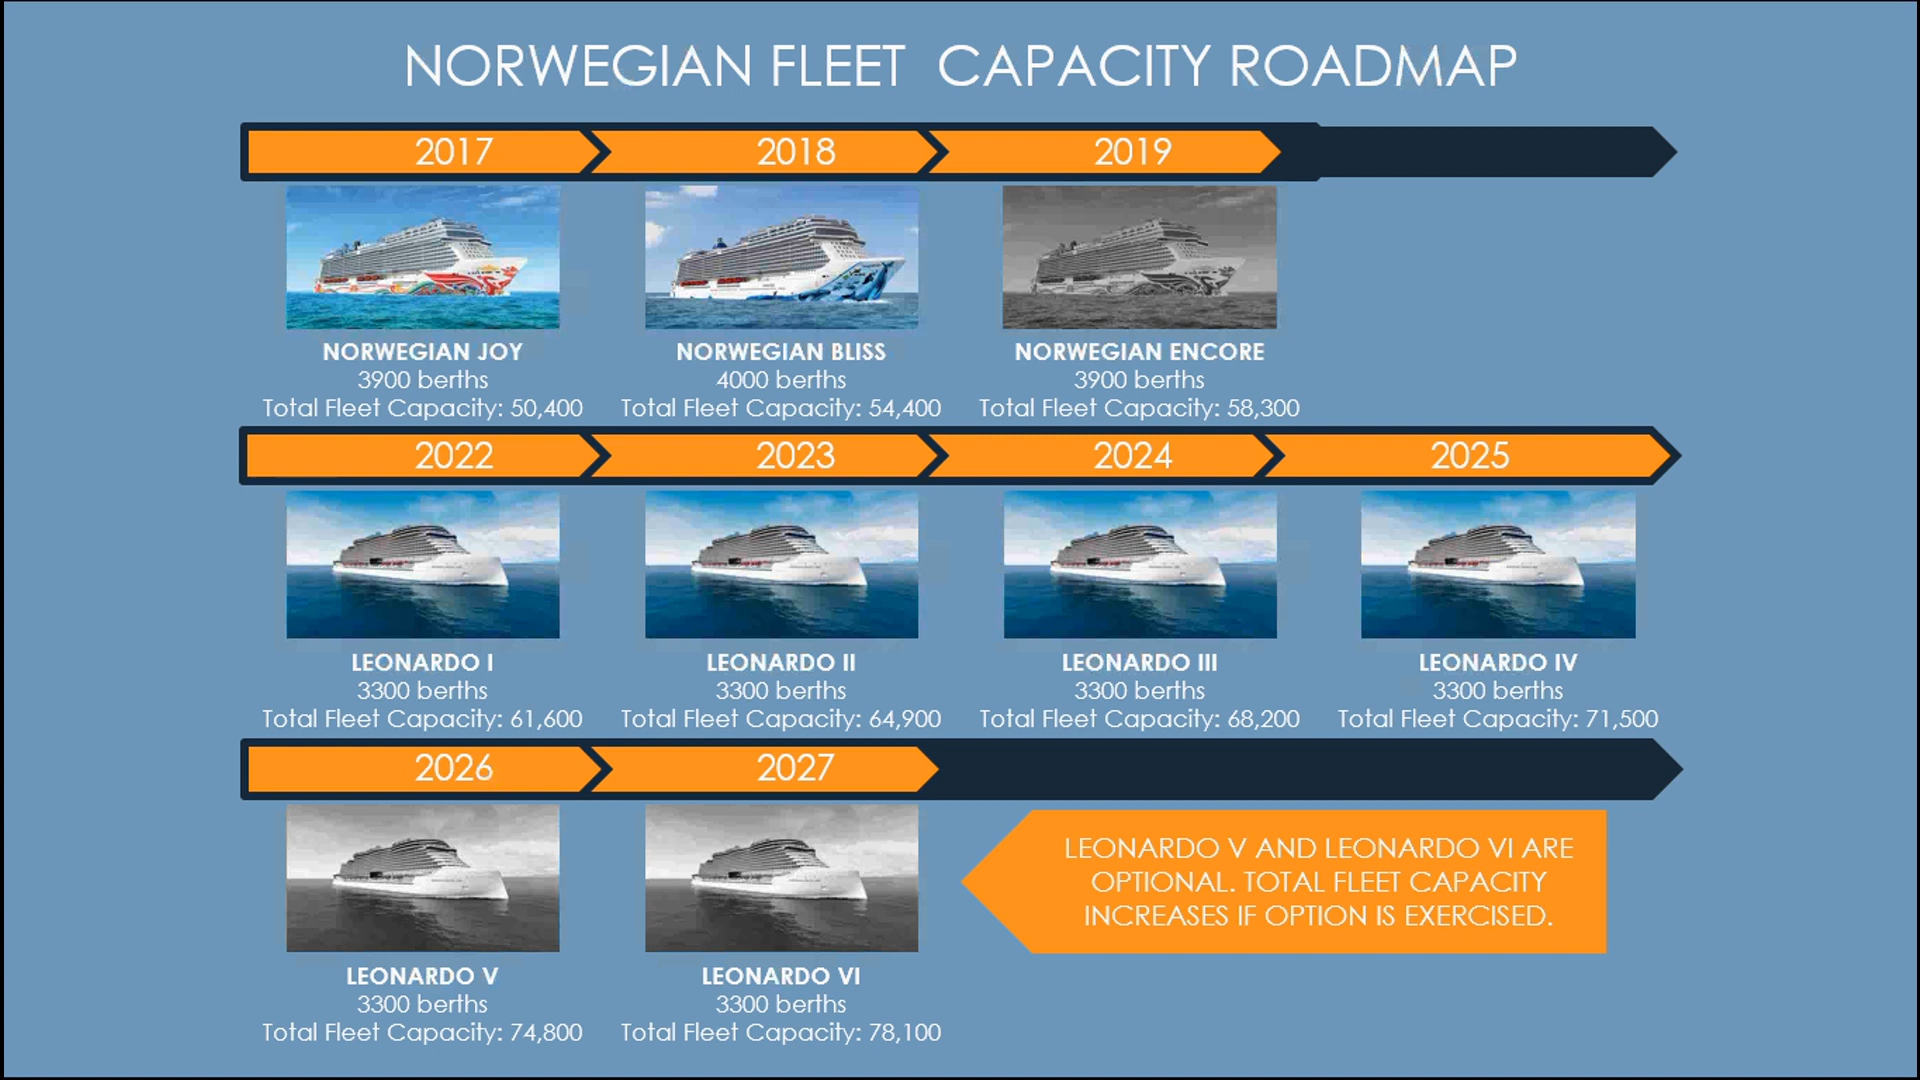 NORWEGIAN FLEET CAPACITY ROADMAP
2017
2018
2019
NORWEGIAN JOY
3900 berths
Total Fleet Capacity: 50,400
NORWEGIAN BLISS
4000 berths
Total Fleet Capacity: 54,400
NORWEGIAN ENCORE
3900 berths
Total Fleet Capacity: 58,300
2022
2023
2024
2025
LEONARDO I
3300 berths
Total Fleet Capacity: 61,600
LEONARDO II
3300 berths
Total Fleet Capacity: 64,900
LEONARDO III
3300 berths
Total Fleet Capacity: 68,200
LEONARDO IV
3300 berths
Total Fleet Capacity: 71,500
2026
2027
LEONARDO V
3300 berths
Total Fleet Capacity: 74,800
LEONARDO VI
3300 berths
Total Fleet Capacity: 78,100
LEONARDO V AND LEONARDO VI ARE
OPTIONAL. TOTAL FLEET CAPACITY
INCREASES IF OPTION IS EXERCISED.